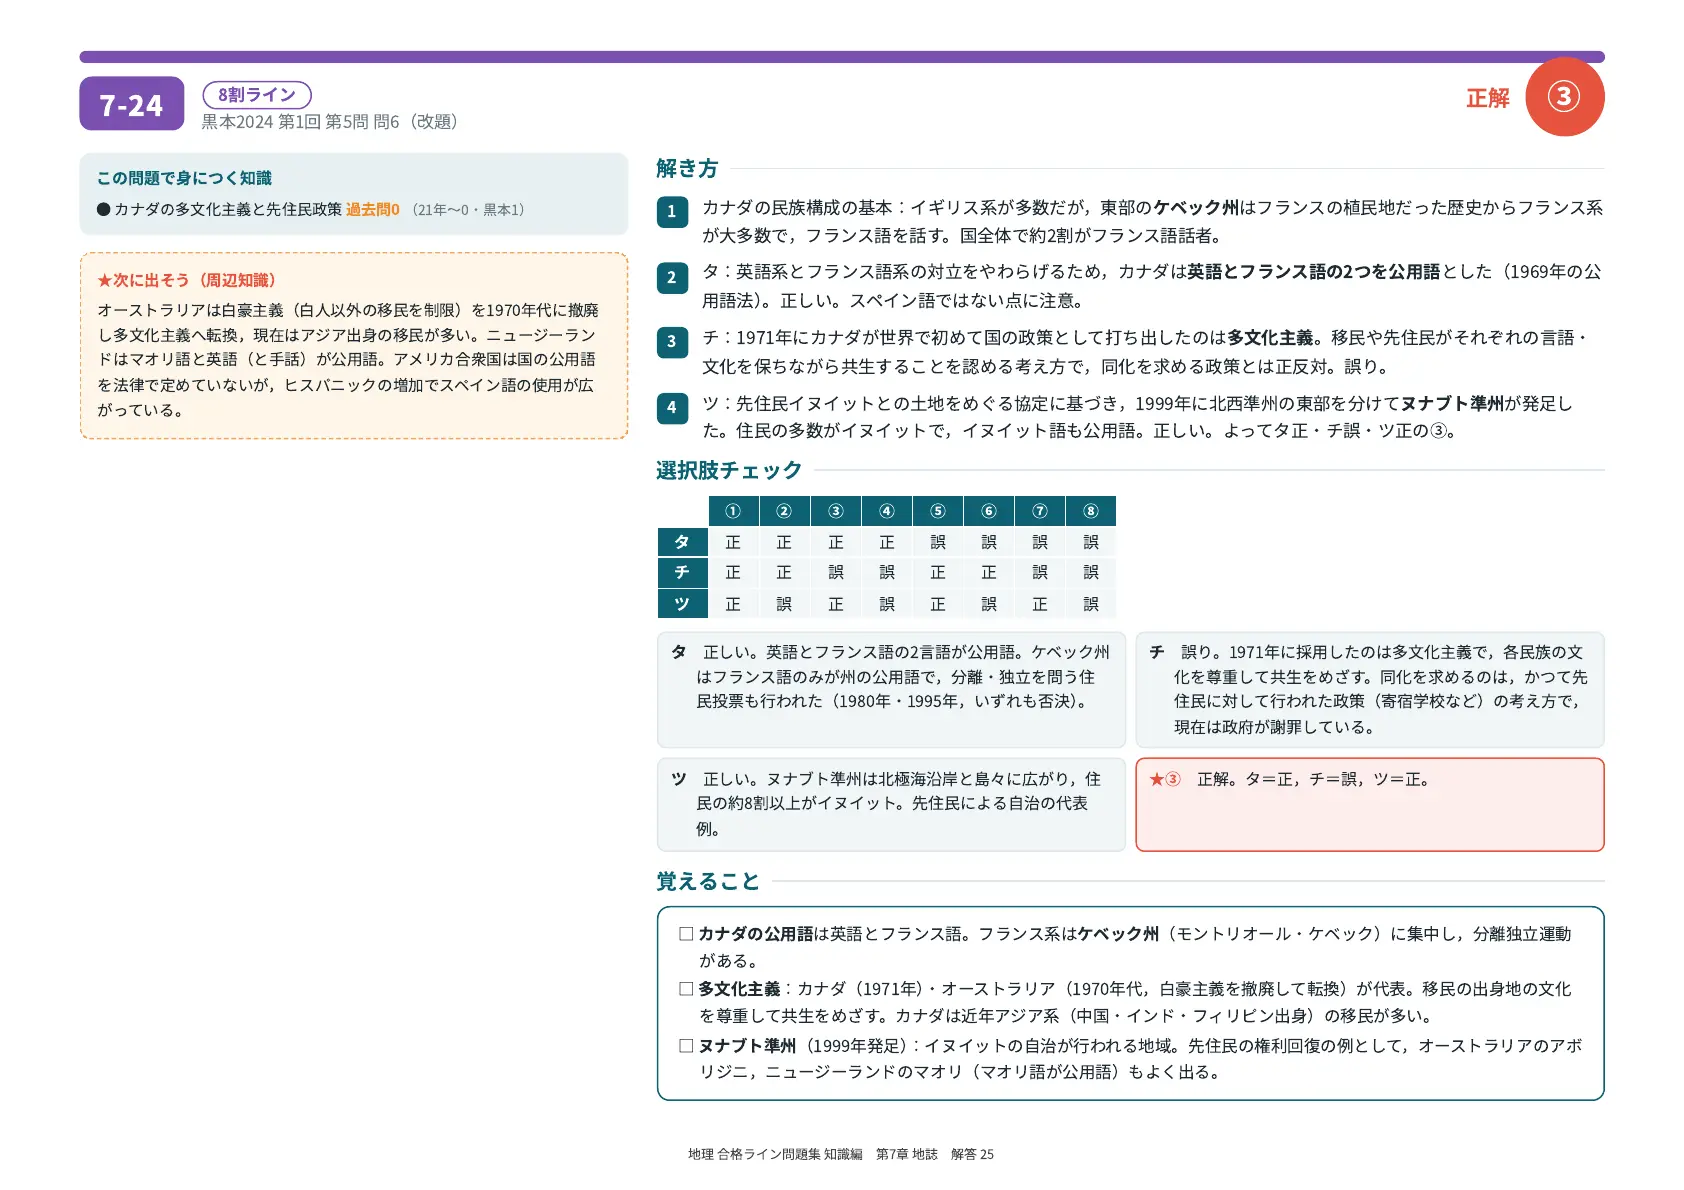 7-24
8割ライン
黒本2024 第1回 第5問 問6（改題）
正解
③
この問題で身につく知識
● カナダの多文化主義と先住民政策 過去問0 （21年〜0・黒本1）
★次に出そう（周辺知識）
オーストラリアは白豪主義（白人以外の移民を制限）を1970年代に撤廃
し多文化主義へ転換，現在はアジア出身の移民が多い。ニュージーラン
ドはマオリ語と英語（と手話）が公用語。アメリカ合衆国は国の公用語
を法律で定めていないが，ヒスパニックの増加でスペイン語の使用が広
がっている。
解き方
1 カナダの民族構成の基本：イギリス系が多数だが，東部のケベック州はフランスの植民地だった歴史からフランス系
が大多数で，フランス語を話す。国全体で約2割がフランス語話者。
2 タ：英語系とフランス語系の対立をやわらげるため，カナダは英語とフランス語の2つを公用語とした（1969年の公
用語法）。正しい。スペイン語ではない点に注意。
3 チ：1971年にカナダが世界で初めて国の政策として打ち出したのは多文化主義。移民や先住民がそれぞれの言語・
文化を保ちながら共生することを認める考え方で，同化を求める政策とは正反対。誤り。
4 ツ：先住民イヌイットとの土地をめぐる協定に基づき，1999年に北西準州の東部を分けてヌナブト準州が発足し
た。住民の多数がイヌイットで，イヌイット語も公用語。正しい。よってタ正・チ誤・ツ正の③。
選択肢チェック
① ② ③ ④ ⑤ ⑥ ⑦ ⑧
タ 正 正 正 正 誤 誤 誤 誤
チ 正 正 誤 誤 正 正 誤 誤
ツ 正 誤 正 誤 正 誤 正 誤
タ 正しい。英語とフランス語の2言語が公用語。ケベック州
はフランス語のみが州の公用語で，分離・独立を問う住
民投票も行われた（1980年・1995年，いずれも否決）。
チ 誤り。1971年に採用したのは多文化主義で，各民族の文
化を尊重して共生をめざす。同化を求めるのは，かつて先
住民に対して行われた政策（寄宿学校など）の考え方で，
現在は政府が謝罪している。
ツ 正しい。ヌナブト準州は北極海沿岸と島々に広がり，住
民の約8割以上がイヌイット。先住民による自治の代表
例。
★③ 正解。タ＝正，チ＝誤，ツ＝正。
覚えること
□ カナダの公用語は英語とフランス語。フランス系はケベック州（モントリオール・ケベック）に集中し，分離独立運動
がある。
□ 多文化主義：カナダ（1971年）・オーストラリア（1970年代，白豪主義を撤廃して転換）が代表。移民の出身地の文化
を尊重して共生をめざす。カナダは近年アジア系（中国・インド・フィリピン出身）の移民が多い。
□ ヌナブト準州（1999年発足）：イヌイットの自治が行われる地域。先住民の権利回復の例として，オーストラリアのアボ
リジニ，ニュージーランドのマオリ（マオリ語が公用語）もよく出る。
地理 合格ライン問題集 知識編 第7章 地誌 解答 25